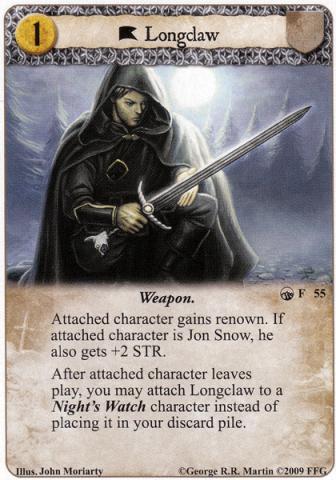 1
Longclaw
F 55
Weapon.
Attached character gains renown. If
attached character is Jon Snow, he
also gets +2 STR.
After attached character leaves
play, you may attach Longclaw to a
Night's Watch character instead of
placing it in your discard pile.
Illus. John Moriarty ©George R.R. Martin ©2009 FFG